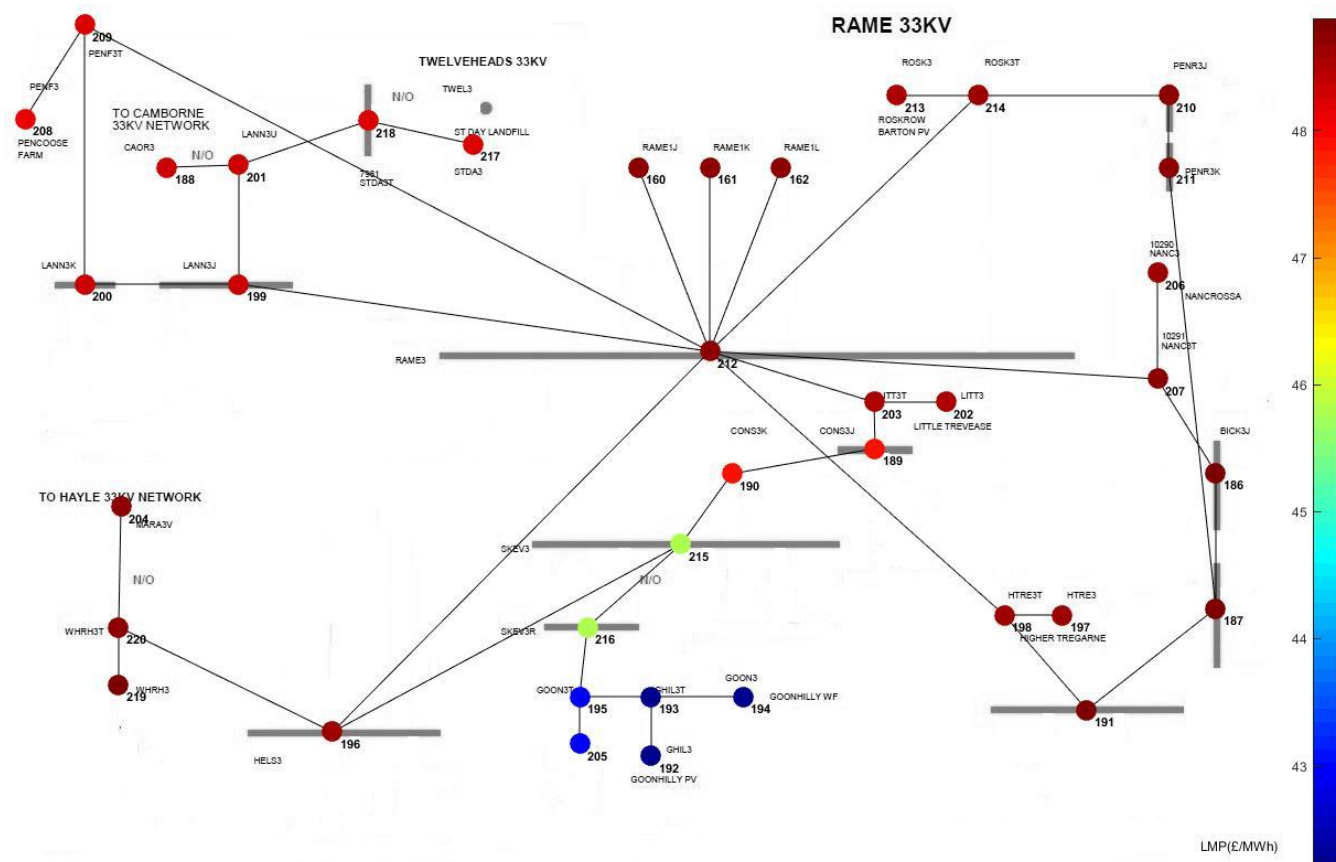 RAME 33KV
209
PENF3T
TWELVEHEADS 33KV
ROSK3
ROSK3T
PENR3J
PENF3
N/O
TWEL3
213
214
210
208
PENCOOSE
FARM
TO CAMBORNE
33KV NETWORK
LANN3U
218
ST DAY LANDFILL
217
ROSKROW
BARTON PV
CAOR3
N/O
188
201
7981
STDA3T
STDA3
RAME1J
RAME1K
RAME1L
160
161
162
211
PENR3K
10290
NANC3
206
LANN3K
LANN3J
200
199
NANCROSSA
10291
NANC3T
RAME3
212
207
ITT3T
LITT3
203
202
LITTLE TREVEASE
CONS3K
CONS3J
BICK3J
189
190
186
TO HAYLE 33KV NETWORK
204
MARA3V
SKEV3
215
N/O
N/O
HTRE3T
HTRE3
WHRH3T
220
SKEV3R
216
198
197
HIGHER TREGARNE
187
219
WHRH3
GOON3T
GHIL3T
GOON3
195
193
194
GOONHILLY WF
191
196
HELS3
205
GHIL3
192
GOONHILLY PV
48
47
46
45
44
43
LMP(£/MWh)